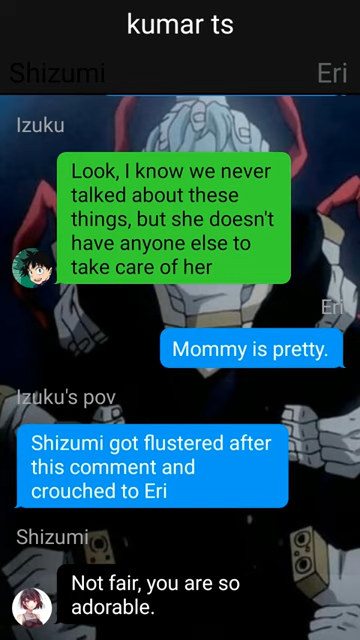 kumar ts
Shizumi
Eri
Izuku
Look, I know we never
talked about these
things, but she doesn't
have anyone else to
take care of her
Eri
Mommy is pretty.
Izuku's pov
Shizumi got flustered after
this comment and
crouched to Eri
Shizumi
Not fair, you are so
adorable.